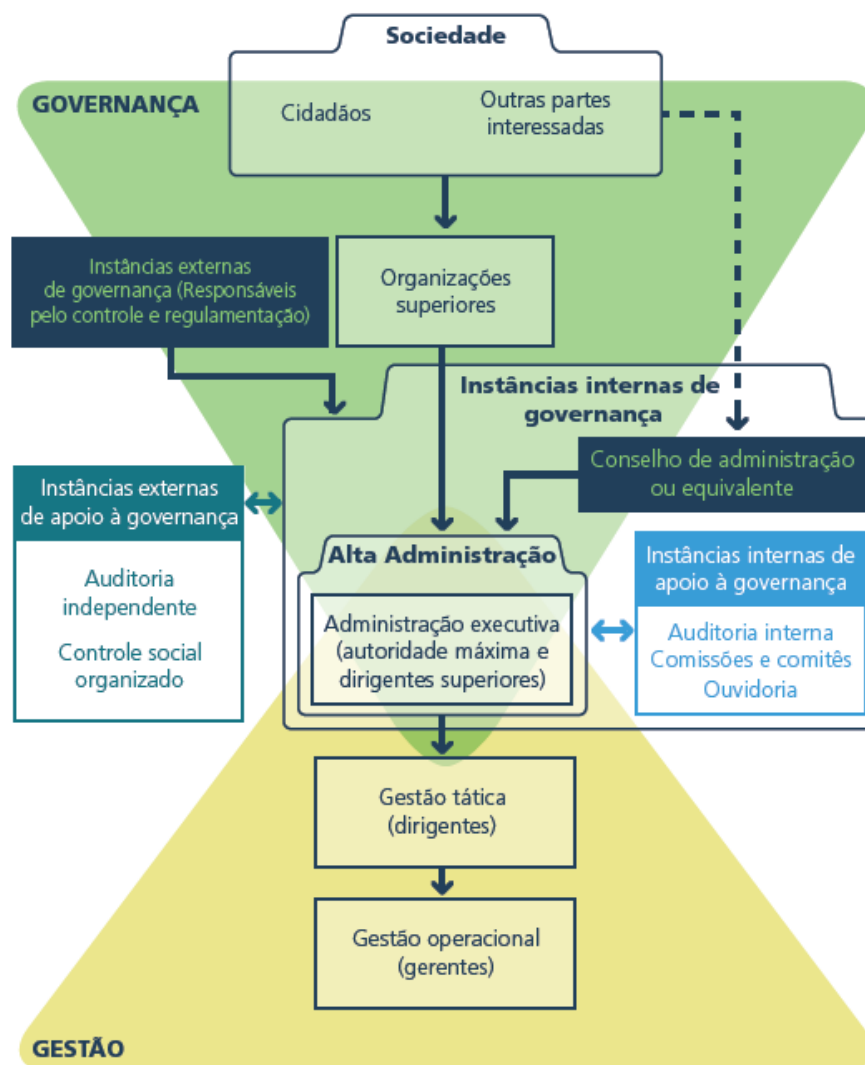 Sociedade
GOVERNANÇA
Cidadãos
Outras partes
interessadas
Instâncias externas
de governança (Responsáveis
pelo controle e regulamentação)
Organizações
superiores
Instâncias internas de
governança
Conselho de administração
ou equivalente
Instâncias externas
de apoio à governança
Auditoria
independente
Controle social
organizado
Alta Administração
Administração executiva
(autoridade máxima e
dirigentes superiores)
Instâncias internas de
apoio à governança
Auditoria interna
Comissões e comitês
Ouvidoria
Gestão tática
(dirigentes)
Gestão operacional
(gerentes)
GESTÃO